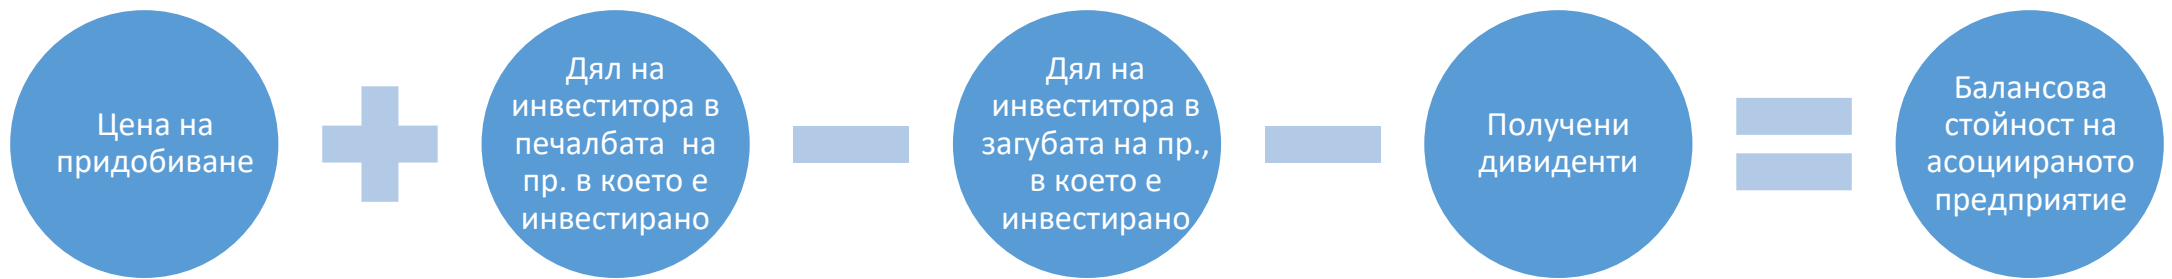 Цена на
придобиване
Дял на
инвеститора в
печалбата на
пр. в което е
инвестирано
Дял на
инвеститора в
загубата на пр.,
в което е
инвестирано
Получени
дивиденти
Балансова
стойност на
асоциираното
предприятие